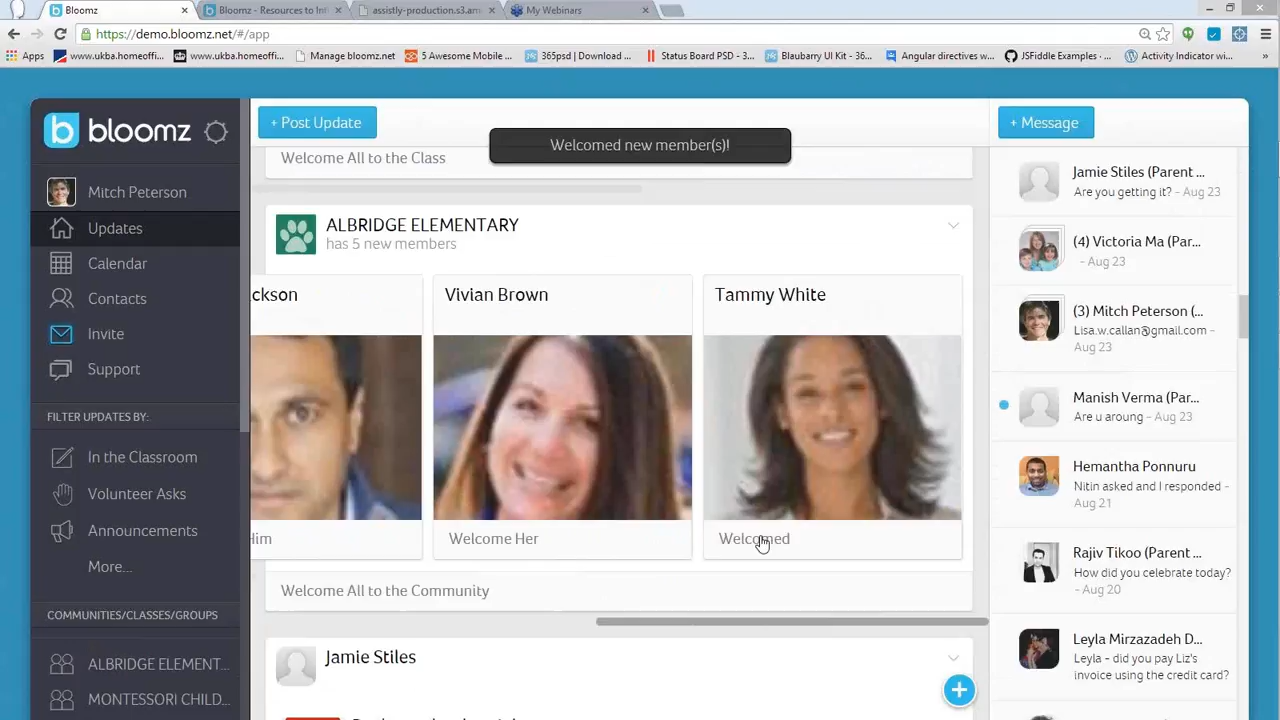 Bloomz
Bloomz - Resources to Int
assistly-production.s3.am
My Webinars
https://demo.bloomz.net/#/app
Apps
www.ukba.homeoffi...
www.ukba.homeoffi...
Manage bloomz.net
5 Awesome Mobile ...
365psd | Download ...
Status Board PSD - 3...
Blaubarry UI Kit - 36...
Angular directives w...
JSFiddle Examples - ...
Activity Indicator wi...
»
b bloomz
+ Post Update
+ Message
Welcomed new member(s)!
Welcome All to the Class
Mitch Peterson
Updates
Calendar
Contacts
Invite
Support
FILTER UPDATES BY:
In the Classroom
Volunteer Asks
Announcements
More...
COMMUNITIES/CLASSES/GROUPS
ALBRIDGE ELEMENT...
MONTESSORI CHILD...
ALBRIDGE ELEMENTARY
has 5 new members
ckson
Vivian Brown
Tammy White
Him
Welcome Her
Welcomed
Welcome All to the Community
Jamie Stiles
Jamie Stiles (Parent ...
Are you getting it? - Aug 23
(4) Victoria Ma (Par...
- Aug 23
(3) Mitch Peterson (...
Lisa.w.callan@gmail.com -
Aug 23
Manish Verma (Par...
Are u aroung - Aug 23
Hemantha Ponnuru
Nitin asked and I responded -
Aug 21
Rajiv Tikoo (Parent ...
How did you celebrate today?
- Aug 20
Leyla Mirzazadeh D...
Leyla - did you pay Liz's
invoice using the credit card?